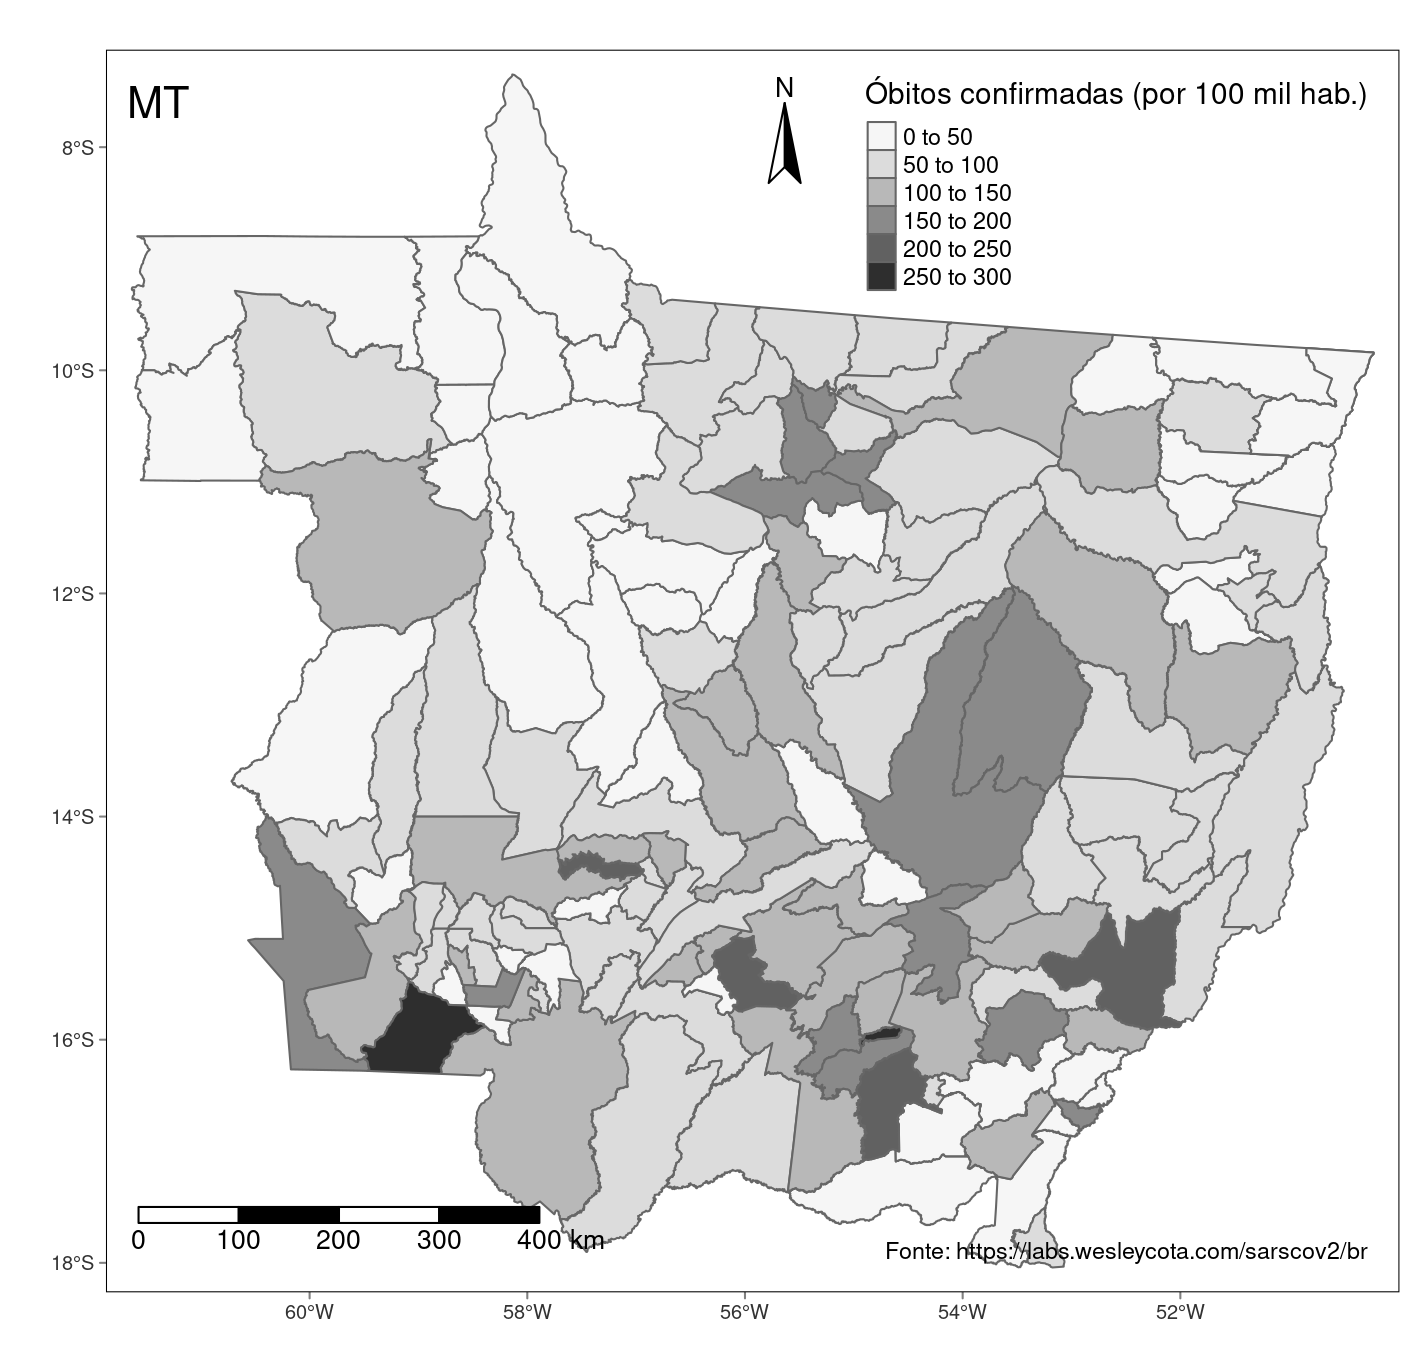 MT
N
Óbitos confirmadas (por 100 mil hab.)
0 to 50
50 to 100
100 to 150
150 to 200
200 to 250
250 to 300
8°S
10°S
12°S
14°S
16°S
18°S
0 100 200 300 400 km
Fonte: https://labs.wesleycota.com/sarscov2/br
60°W 58°W 56°W 54°W 52°W